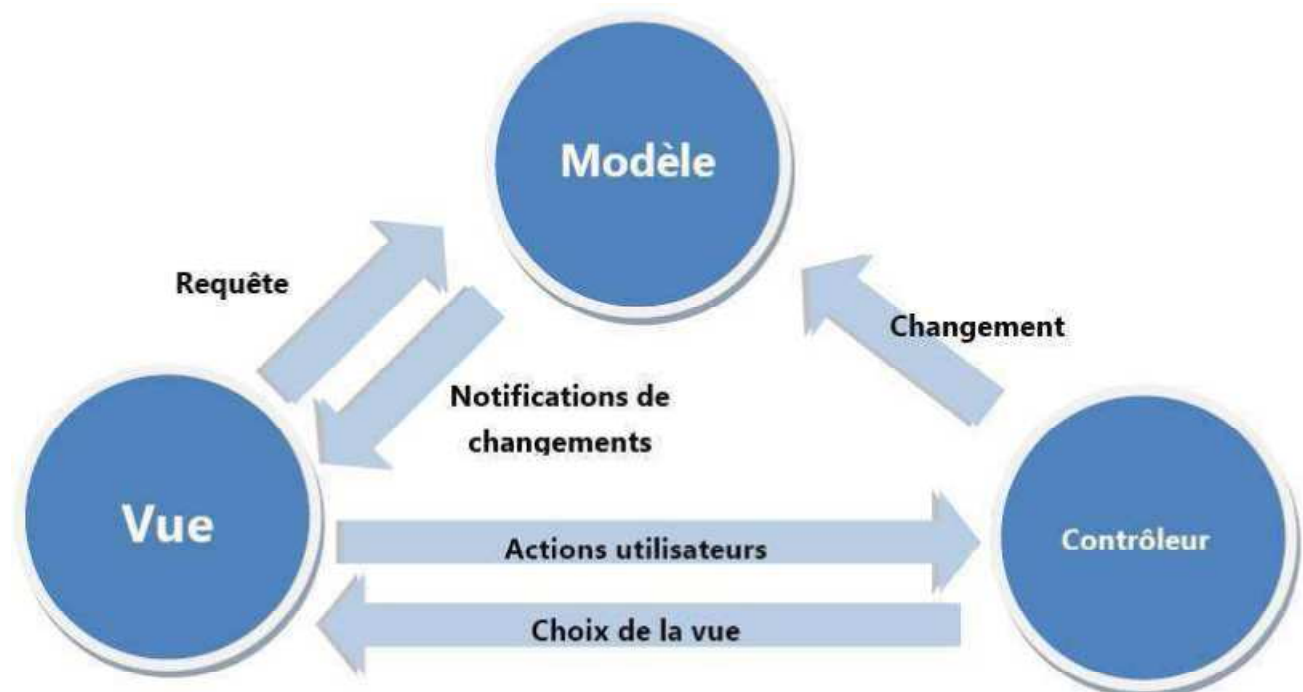 Modèle
Requête
Changement
Notifications de
changements
Vue
Actions utilisateurs
Contrôleur
Choix de la vue